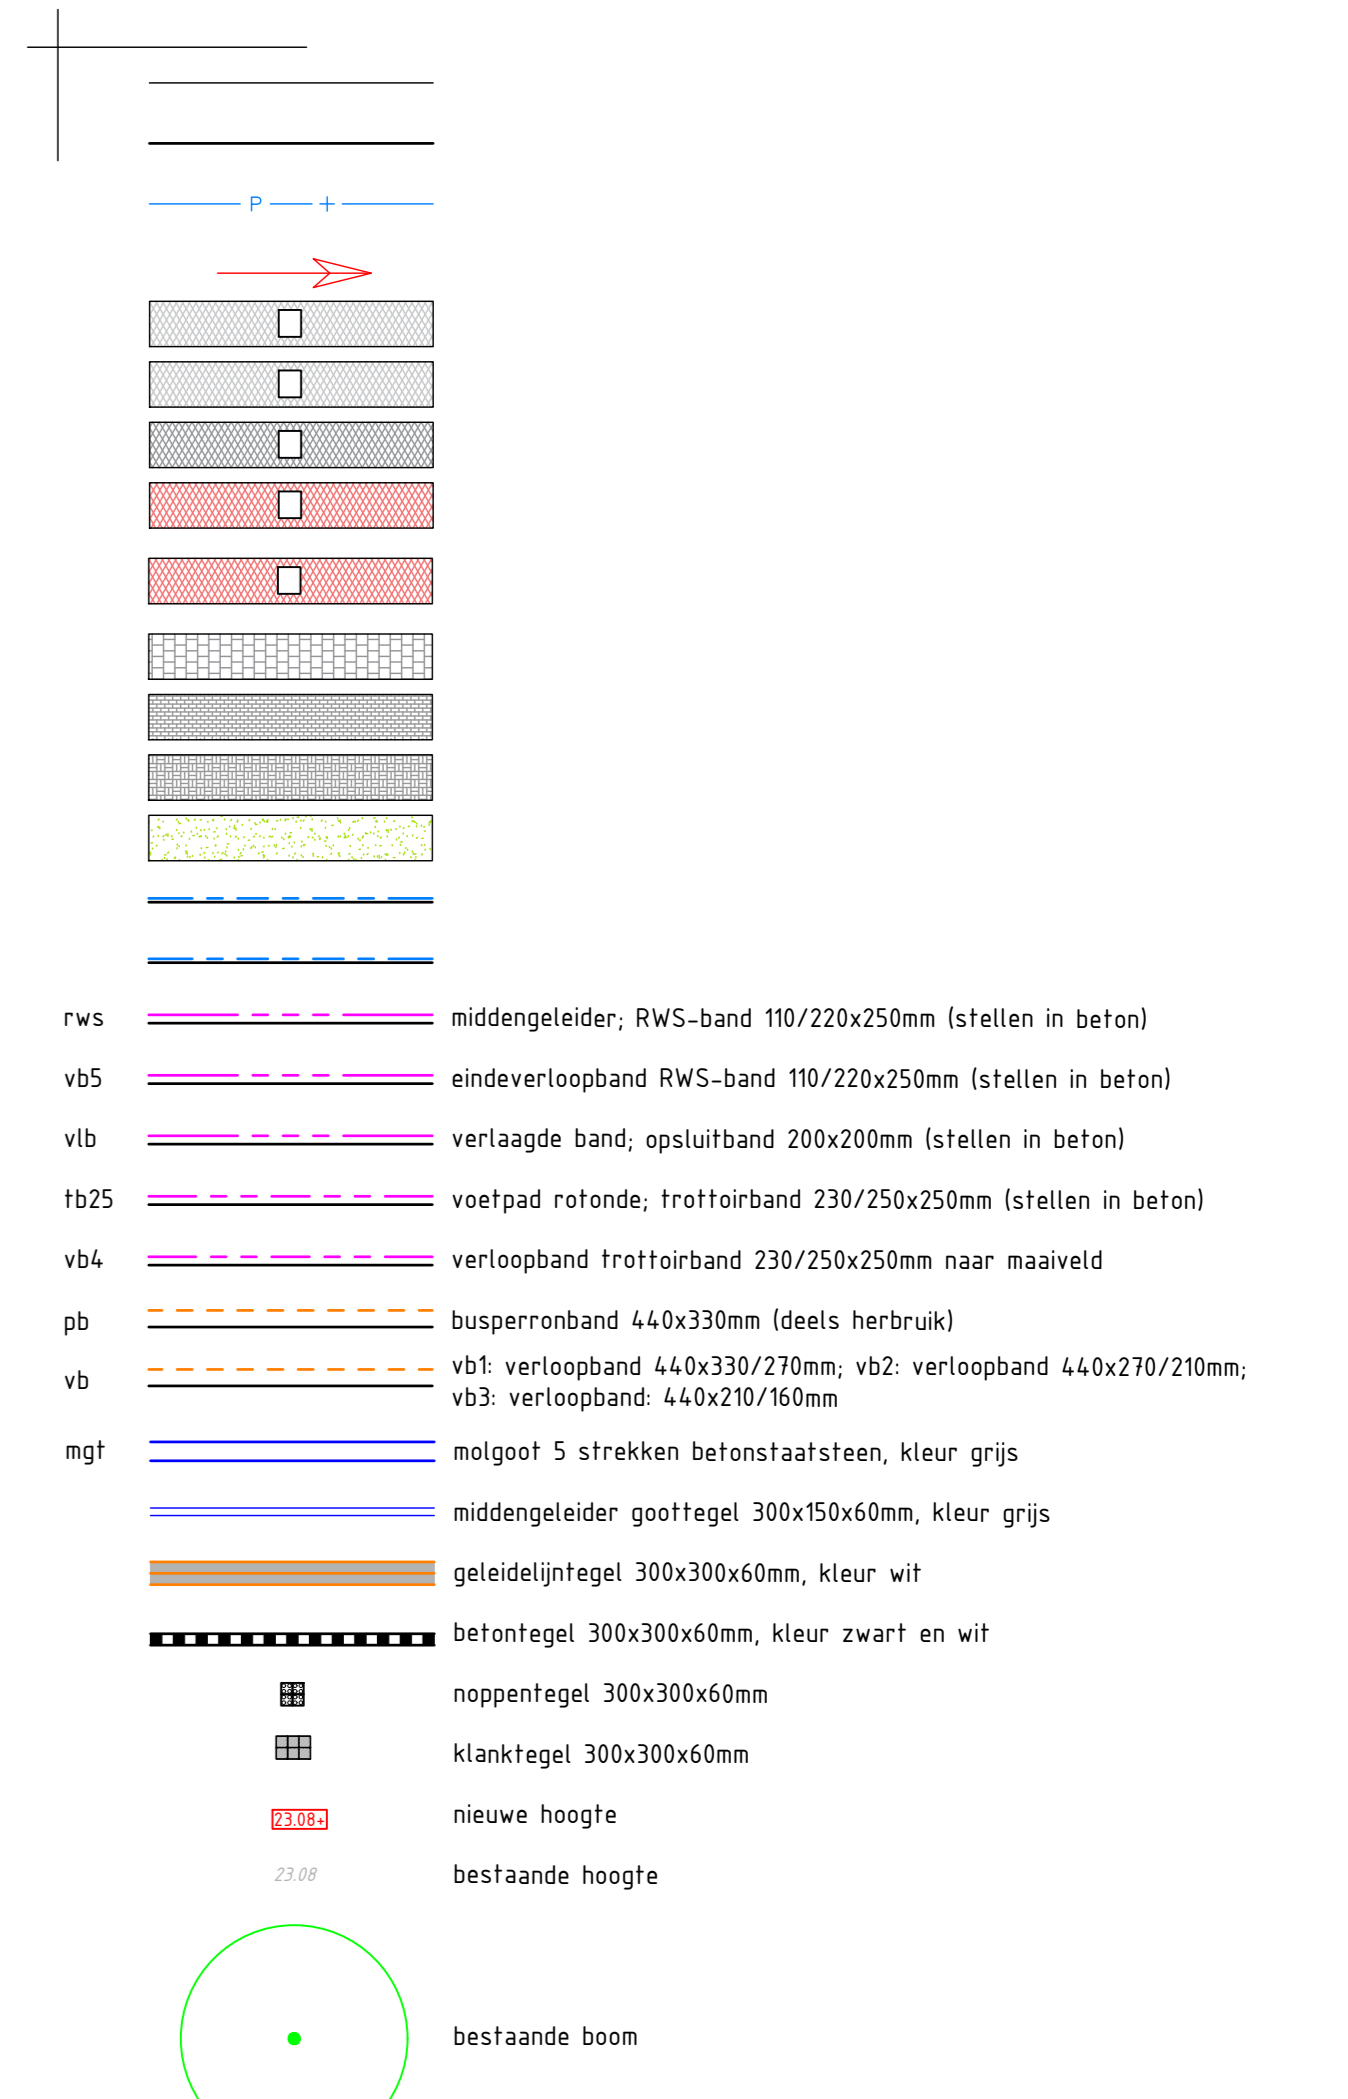 P +
rws middengeleider; RWS-band 110/220x250mm (stellen in beton)
vb5 eindeverloopband RWS-band 110/220x250mm (stellen in beton)
vlb verlaagde band; opsluitband 200x200mm (stellen in beton)
tb25 voetpad rotonde; trottoirband 230/250x250mm (stellen in beton)
vb4 verloopband trottoirband 230/250x250mm naar maaiveld
pb busperronband 440x330mm (deels herbruik)
vb vb1: verloopband 440x330/270mm; vb2: verloopband 440x270/210mm;
vb3: verloopband: 440x210/160mm
mgt molgoot 5 strekken betonstaatsteen, kleur grijs
middengeleider goottegel 300x150x60mm, kleur grijs
geleidelijntegel 300x300x60mm, kleur wit
betontegel 300x300x60mm, kleur zwart en wit
noppentegel 300x300x60mm
klanktegel 300x300x60mm
23.08+ nieuwe hoogte
23.08 bestaande hoogte
bestaande boom